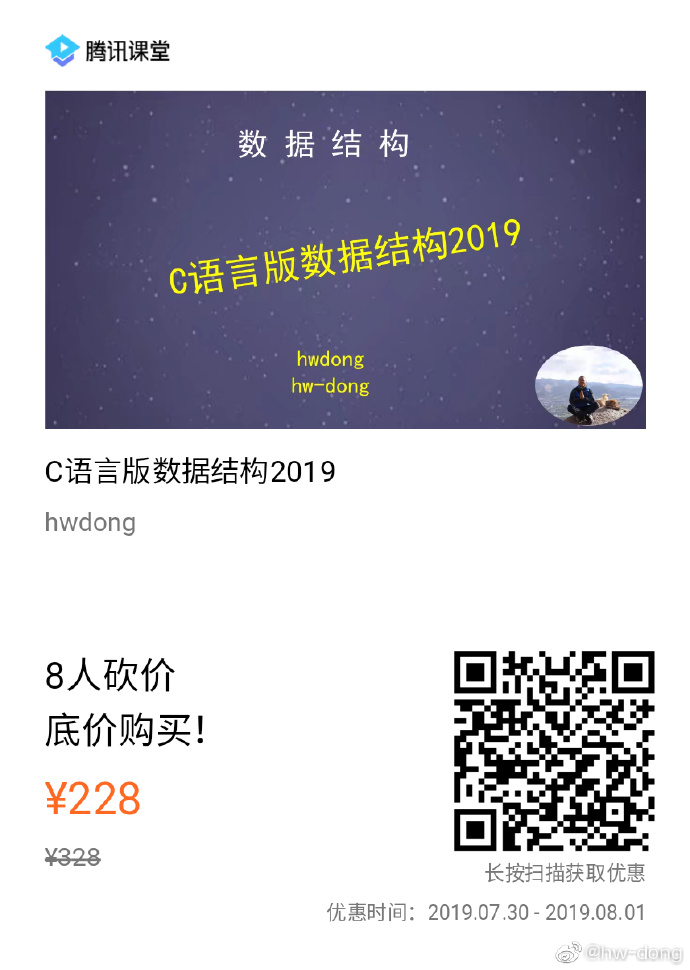 腾讯课堂
数据结构
C语言版数据结构2019
hwdong
hw-dong
C语言版数据结构2019
hwdong
8人砍价
底价购买!
¥228
¥328
长按扫描获取优惠
优惠时间：2019.07.30 - 2019.08.01
@hw-dong